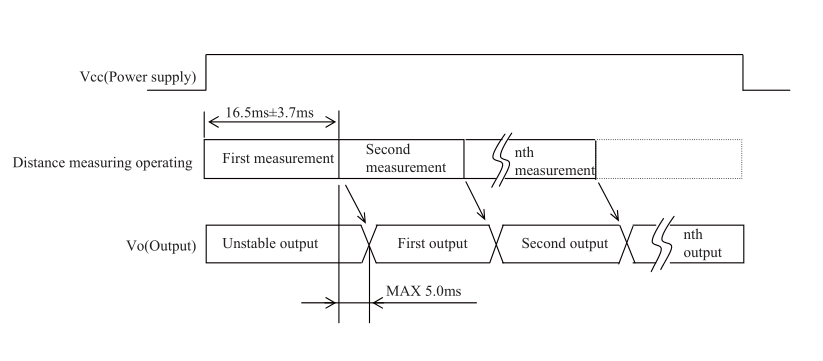 Vcc(Power supply)
16.5ms±3.7ms
Distance measuring operating
First measurement
Second
measurement
nth
measurement
Vo(Output)
Unstable output
First output
Second output
nth
output
MAX 5.0ms